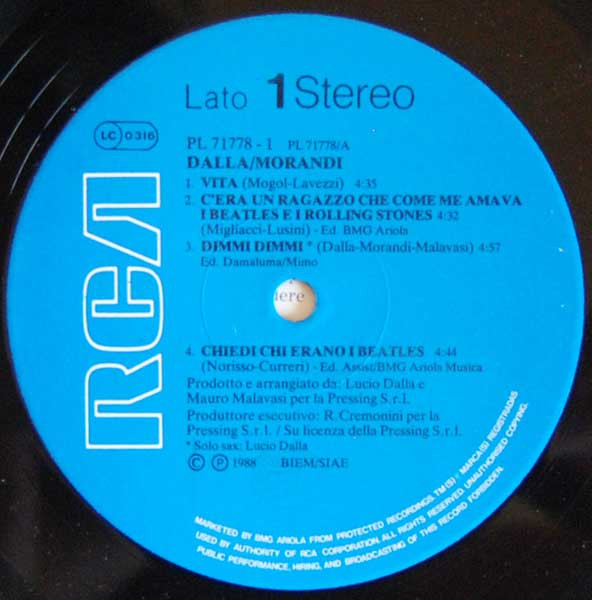 Lato 1 Stereo
LC 0316
PL 71778 - 1 PL 71778/A
DALLA/MORANDI
1. VITA (Mogol-Lavezzi) 4:35
2. C'ERA UN RAGAZZO CHE COME ME AMAVA
I BEATLES E I ROLLING STONES 4:32
(Migliacci-Lusini) - Ed. BMG Ariola
3. DIMMI DIMMI * (Dalla-Morandi-Malavasi) 4:57
Ed. Damaluma/Mimo
iere
RCA
4. CHIEDI CHI ERANO I BEATLES 4:44
(Norisso-Curreri) - Ed. Artist/BMG Ariola Musica
Prodotto e arrangiato da: Lucio Dalla e
Mauro Malavasi per la Pressing S.r.l.
Produttore esecutivo: R. Cremonini per la
Pressing S.r.l. / Su licenza della Pressing S.r.l.
* Solo sax: Lucio Dalla
© ℗ 1988 BIEM/SIAE
MARKETED BY BMG ARIOLA FROM PROTECTED RECORDINGS. TM(S) / MARCA(S) REGISTRADAS
USED BY AUTHORITY OF RCA CORPORATION. ALL RIGHTS RESERVED. UNAUTHORISED COPYING,
PUBLIC PERFORMANCE, HIRING, AND BROADCASTING OF THIS RECORD FORBIDDEN.